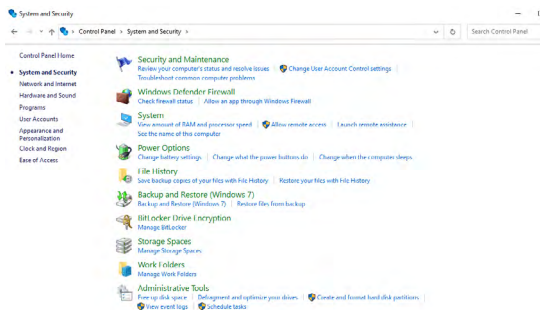 System and Security
Control Panel > System and Security >
Search Control Panel
Control Panel Home
System and Security
Network and Internet
Hardware and Sound
Programs
User Accounts
Appearance and
Personalization
Clock and Region
Ease of Access
Security and Maintenance
Review your computer's status and resolve issues | Change User Account Control settings |
Troubleshoot common computer problems
Windows Defender Firewall
Check firewall status | Allow an app through Windows Firewall
System
View amount of RAM and processor speed | Allow remote access | Launch remote assistance |
See the name of this computer
Power Options
Change battery settings | Change what the power buttons do | Change when the computer sleeps
File History
Save backup copies of your files with File History | Restore your files with File History
Backup and Restore (Windows 7)
Backup and Restore (Windows 7) | Restore files from backup
BitLocker Drive Encryption
Manage BitLocker
Storage Spaces
Manage Storage Spaces
Work Folders
Manage Work Folders
Administrative Tools
Free up disk space | Defragment and optimize your drives | Create and format hard disk partitions |
View event logs | Schedule tasks